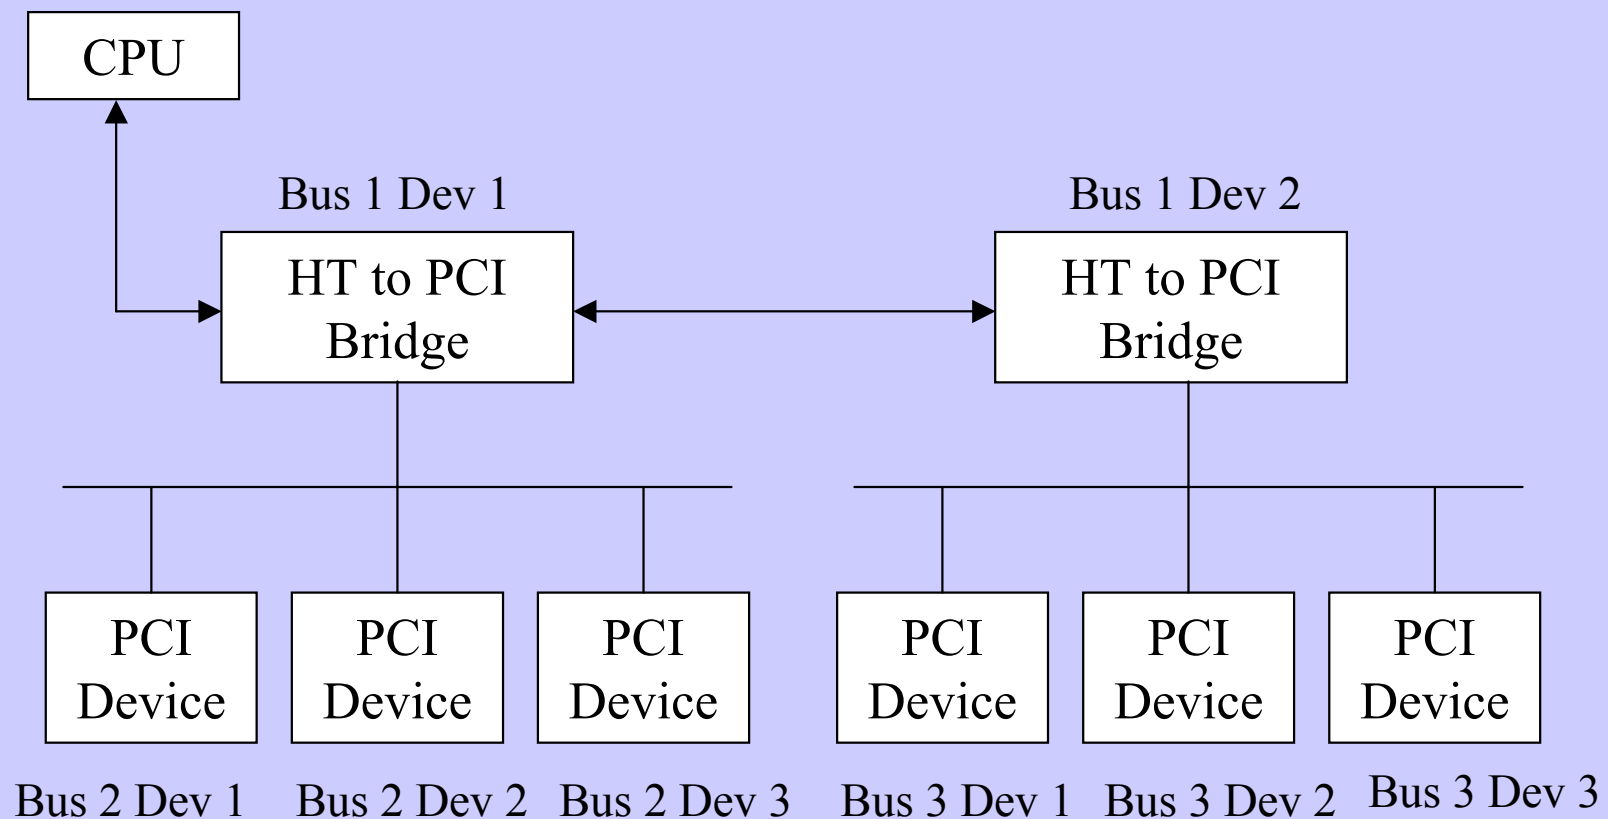 CPU
Bus 1 Dev 1
Bus 1 Dev 2
HT to PCI
Bridge
HT to PCI
Bridge
PCI
Device
PCI
Device
PCI
Device
PCI
Device
PCI
Device
PCI
Device
Bus 2 Dev 1
Bus 2 Dev 2
Bus 2 Dev 3
Bus 3 Dev 1
Bus 3 Dev 2
Bus 3 Dev 3